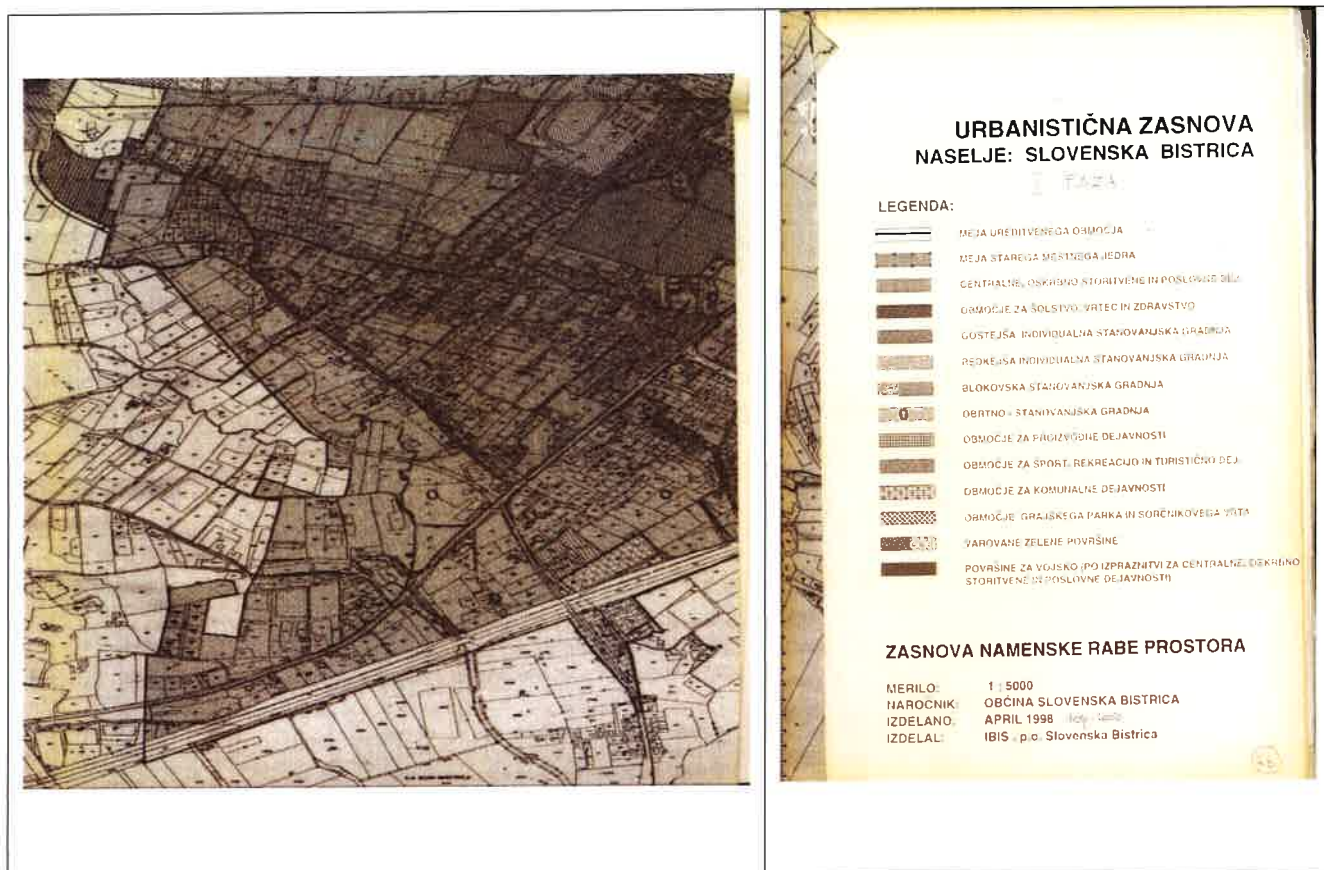 URBANISTIČNA ZASNOVA
NASELJE: SLOVENSKA BISTRICA
I FAZA
LEGENDA:
MEJA UREDITVENEGA OBMOČJA
MEJA STAREGA MESTNEGA JEDRA
CENTRALNE, OSKRBNO STORITVENE IN POSLOVNE DEJ.
OBMOČJE ZA ŠOLSTVO, VRTEC IN ZDRAVSTVO
GOSTEJŠA INDIVIDUALNA STANOVANJSKA GRADNJA
REDKEJŠA INDIVIDUALNA STANOVANJSKA GRADNJA
BLOKOVSKA STANOVANJSKA GRADNJA
OBRTNO - STANOVANJSKA GRADNJA
OBMOČJE ZA PROIZVODNE DEJAVNOSTI
OBMOČJE ZA ŠPORT, REKREACIJO IN TURISTIČNO DEJ.
OBMOČJE ZA KOMUNALNE DEJAVNOSTI
OBMOČJE GRAJSKEGA PARKA IN SORČNIKOVEGA VRTA
VAROVANE ZELENE POVRŠINE
POVRŠINE ZA VOJSKO (PO IZPRAZNITVI ZA CENTRALNE, OSKRBNO
STORITVENE IN POSLOVNE DEJAVNOSTI)
ZASNOVA NAMENSKE RABE PROSTORA
MERILO: 1 : 5000
NAROČNIK: OBČINA SLOVENSKA BISTRICA
IZDELANO: APRIL 1998
IZDELAL: IBIS p.o. Slovenska Bistrica